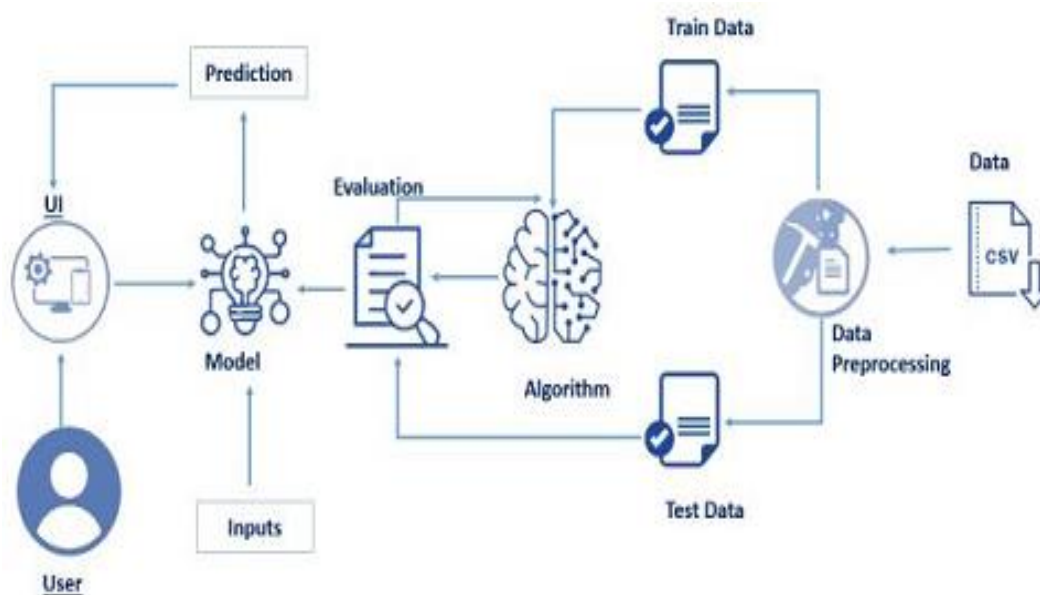 Train Data
Prediction
Data
Evaluation
UI
CSV
Model
Data
Preprocessing
Algorithm
Inputs
Test Data
User